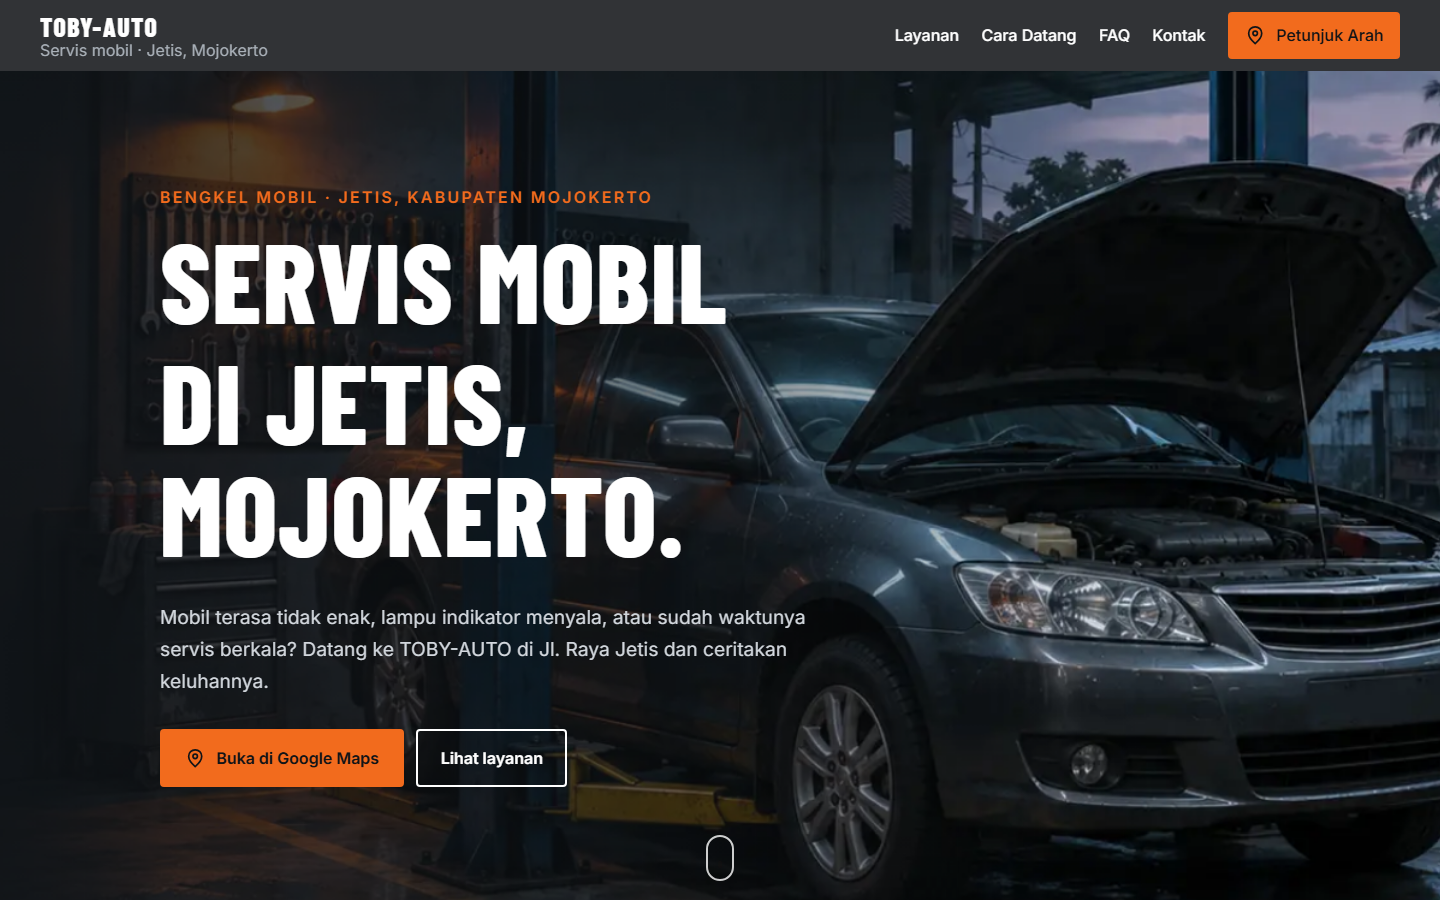 TOBY-AUTO
Servis mobil · Jetis, Mojokerto
Layanan
Cara Datang
FAQ
Kontak
Petunjuk Arah
BENGKEL MOBIL · JETIS, KABUPATEN MOJOKERTO
SERVIS MOBIL
DI JETIS,
MOJOKERTO.
Mobil terasa tidak enak, lampu indikator menyala, atau sudah waktunya
servis berkala? Datang ke TOBY-AUTO di Jl. Raya Jetis dan ceritakan
keluhannya.
Buka di Google Maps
Lihat layanan